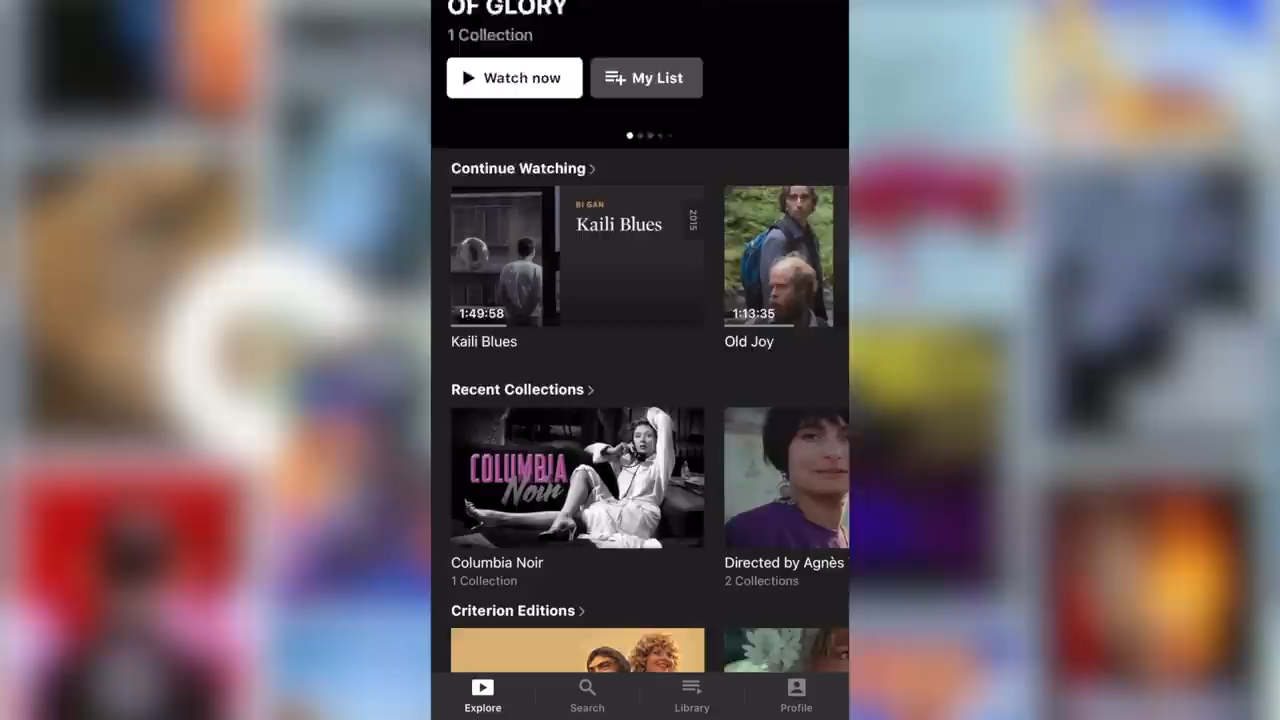 OF GLORY
1 Collection
Watch now
My List
Continue Watching
BI GAN
Kaili Blues
2015
1:49:58
1:13:35
Kaili Blues
Old Joy
Recent Collections
COLUMBIA
Noir
Columbia Noir
Directed by Agnès
1 Collection
2 Collections
Criterion Editions
Explore
Search
Library
Profile